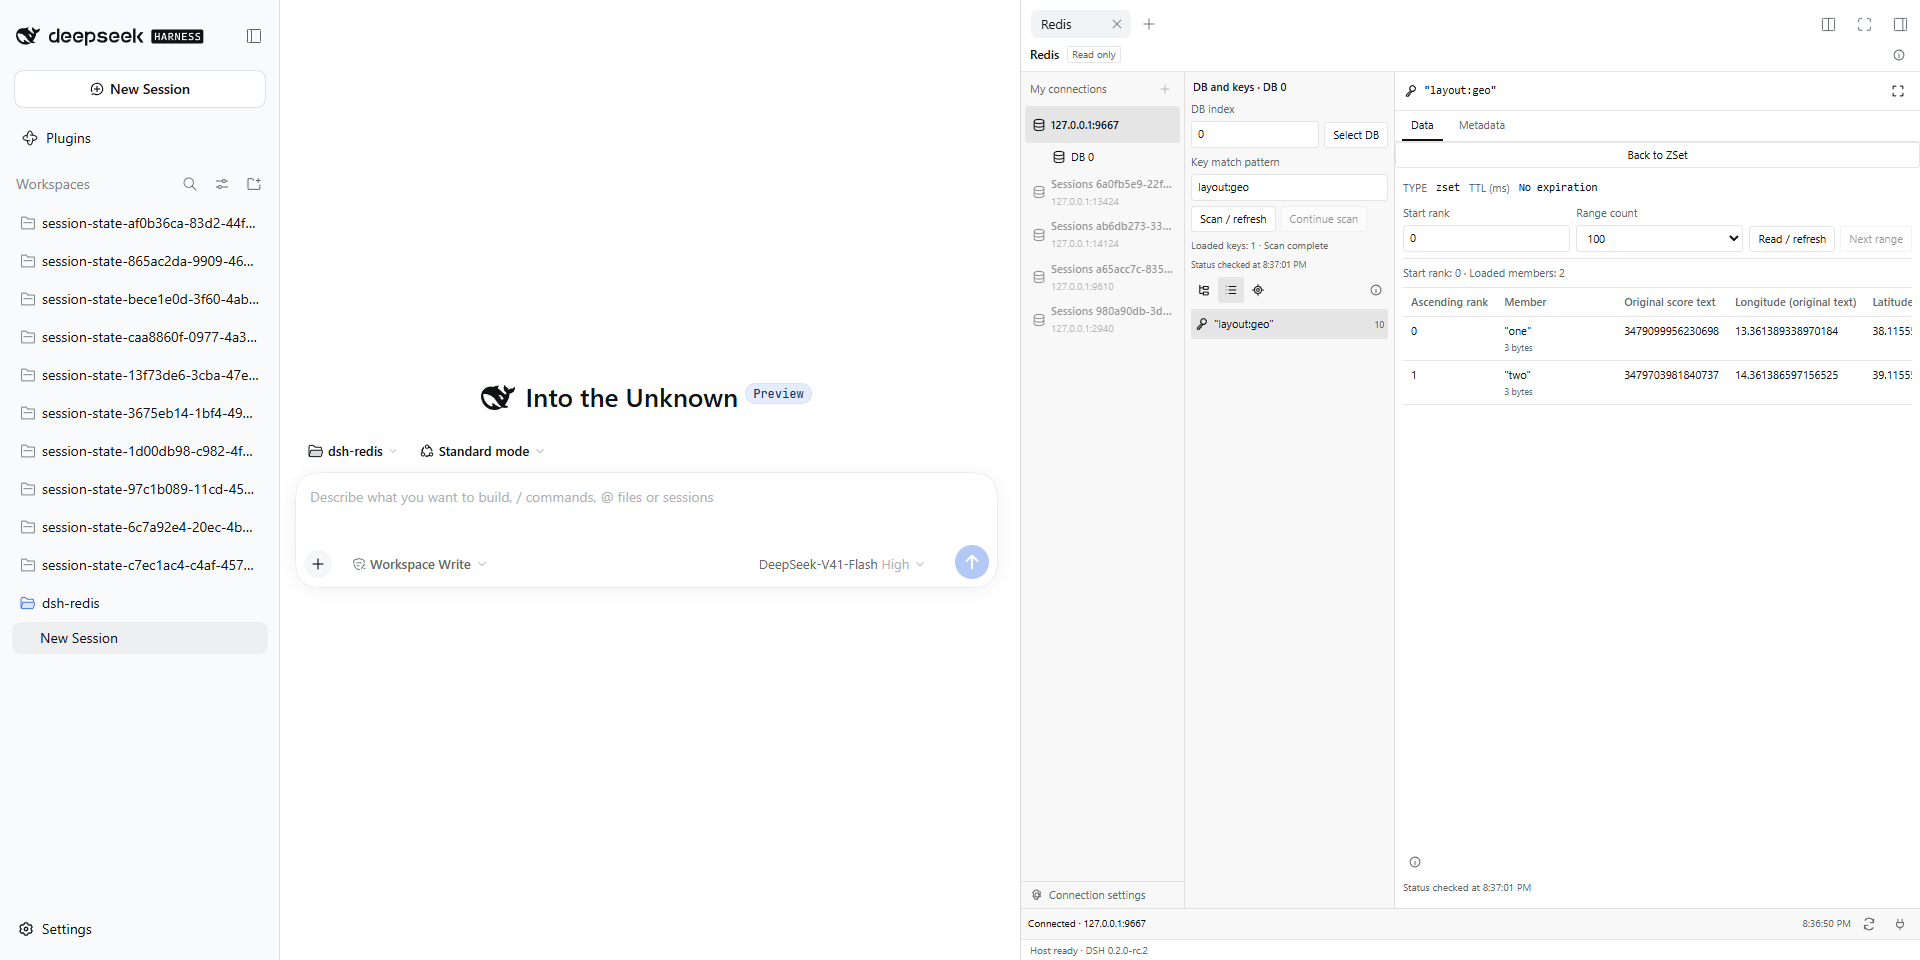 deepseek HARNESS
New Session
Plugins
Workspaces
session-state-af0b36ca-83d2-44f...
session-state-865ac2da-9909-46...
session-state-bece1e0d-3f60-4ab...
session-state-caa8860f-0977-4a3...
session-state-13f73de6-3cba-47e...
session-state-3675eb14-1bf4-49...
session-state-1d00db98-c982-4f...
session-state-97c1b089-11cd-45...
session-state-6c7a92e4-20ec-4b...
session-state-c7ec1ac4-c4af-457...
dsh-redis
New Session
Settings
Into the Unknown Preview
dsh-redis Standard mode
Describe what you want to build, / commands, @ files or sessions
Workspace Write DeepSeek-V41-Flash High
Redis
Redis Read only
My connections
127.0.0.1:9667
DB 0
Sessions 6a0fb5e9-22f...
127.0.0.1:13424
Sessions ab6db273-33...
127.0.0.1:14124
Sessions a65acc7c-835...
127.0.0.1:9610
Sessions 980a90db-3d...
127.0.0.1:2940
Connection settings
DB and keys · DB 0
DB index
0 Select DB
Key match pattern
layout:geo
Scan / refresh Continue scan
Loaded keys: 1 · Scan complete
Status checked at 8:37:01 PM
"layout:geo" 10
"layout:geo"
Data Metadata
Back to ZSet
TYPE zset TTL (ms) No expiration
Start rank Range count
0 100 Read / refresh Next range
Start rank: 0 · Loaded members: 2
Ascending rank Member Original score text Longitude (original text) Latitude
0 "one" 3479099956230698 13.361389338970184 38.1155
3 bytes
1 "two" 3479703981840737 14.361386597156525 39.1155
3 bytes
Status checked at 8:37:01 PM
Connected · 127.0.0.1:9667 8:36:50 PM
Host ready · DSH 0.2.0-rc.2